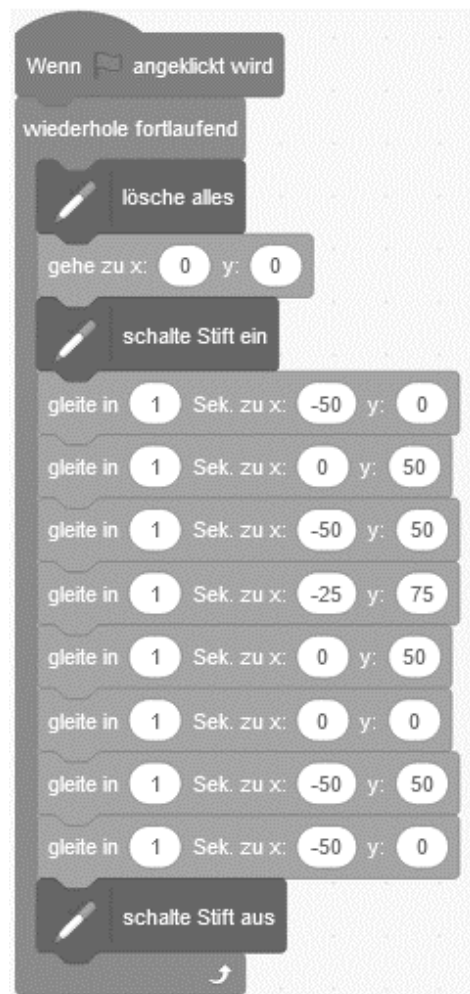 Wenn angeklickt wird
wiederhole fortlaufend
lösche alles
gehe zu x: 0 y: 0
schalte Stift ein
gleite in 1 Sek. zu x: -50 y: 0
gleite in 1 Sek. zu x: 0 y: 50
gleite in 1 Sek. zu x: -50 y: 50
gleite in 1 Sek. zu x: -25 y: 75
gleite in 1 Sek. zu x: 0 y: 50
gleite in 1 Sek. zu x: 0 y: 0
gleite in 1 Sek. zu x: -50 y: 50
gleite in 1 Sek. zu x: -50 y: 0
schalte Stift aus